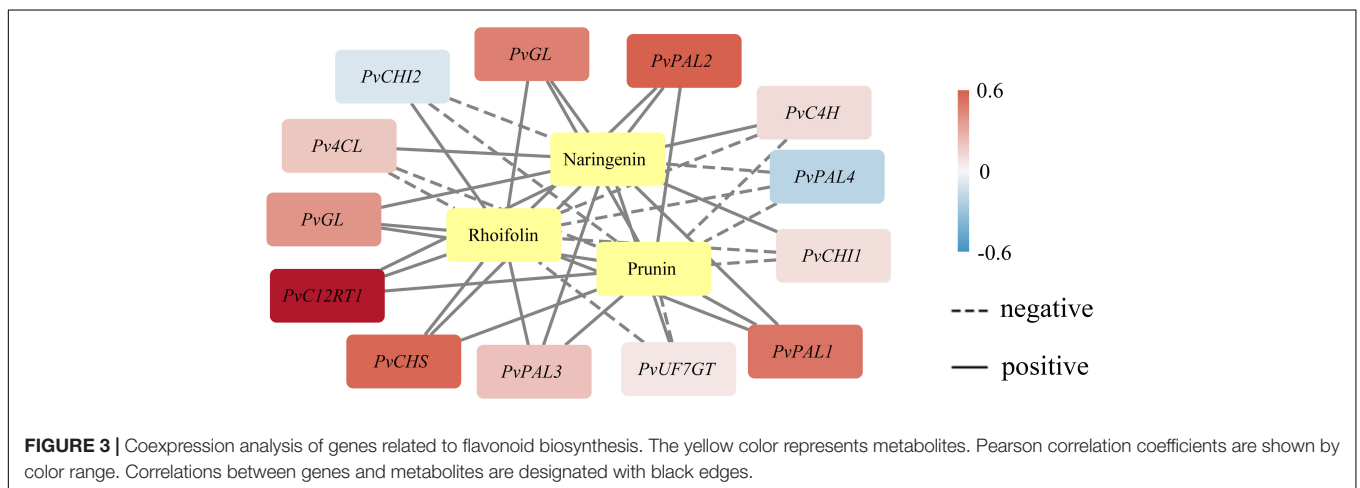 PvGL
PvPAL2
PvCHI2
PvC4H
Pv4CL
Naringenin
PvPAL4
PvGL
Rhoifolin
PvCHI1
Prunin
PvC12RT1
PvCHS
PvPAL3
PvUF7GT
PvPAL1
0.6
0
-0.6
negative
positive
FIGURE 3 | Coexpression analysis of genes related to flavonoid biosynthesis. The yellow color represents metabolites. Pearson correlation coefficients are shown by
color range. Correlations between genes and metabolites are designated with black edges.